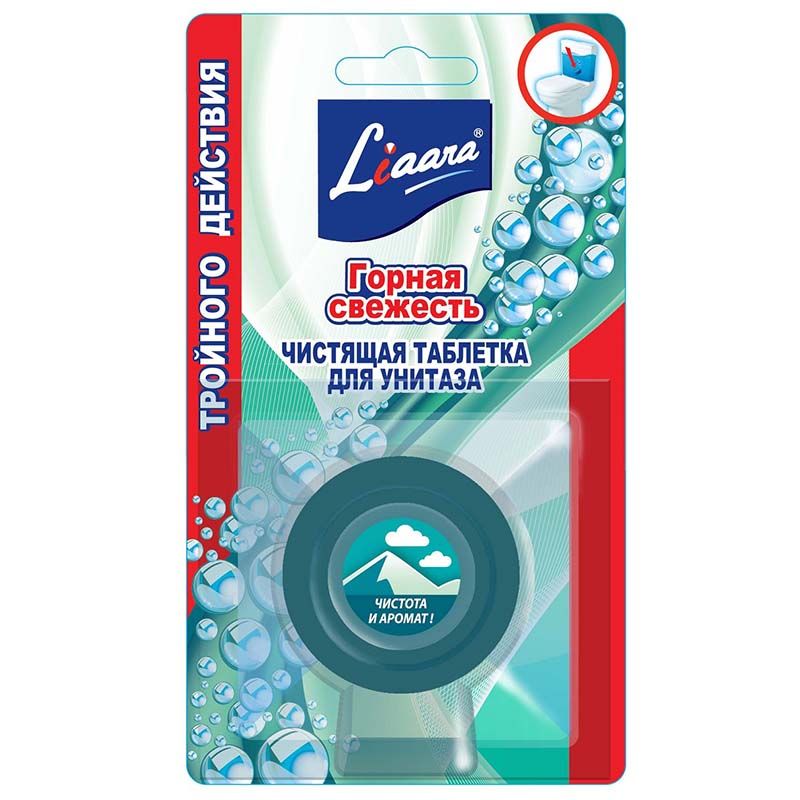 ТРОЙНОГО ДЕЙСТВИЯ
Liaara®
Горная
свежесть
ЧИСТЯЩАЯ ТАБЛЕТКА
ДЛЯ УНИТАЗА
ЧИСТОТА
И АРОМАТ!